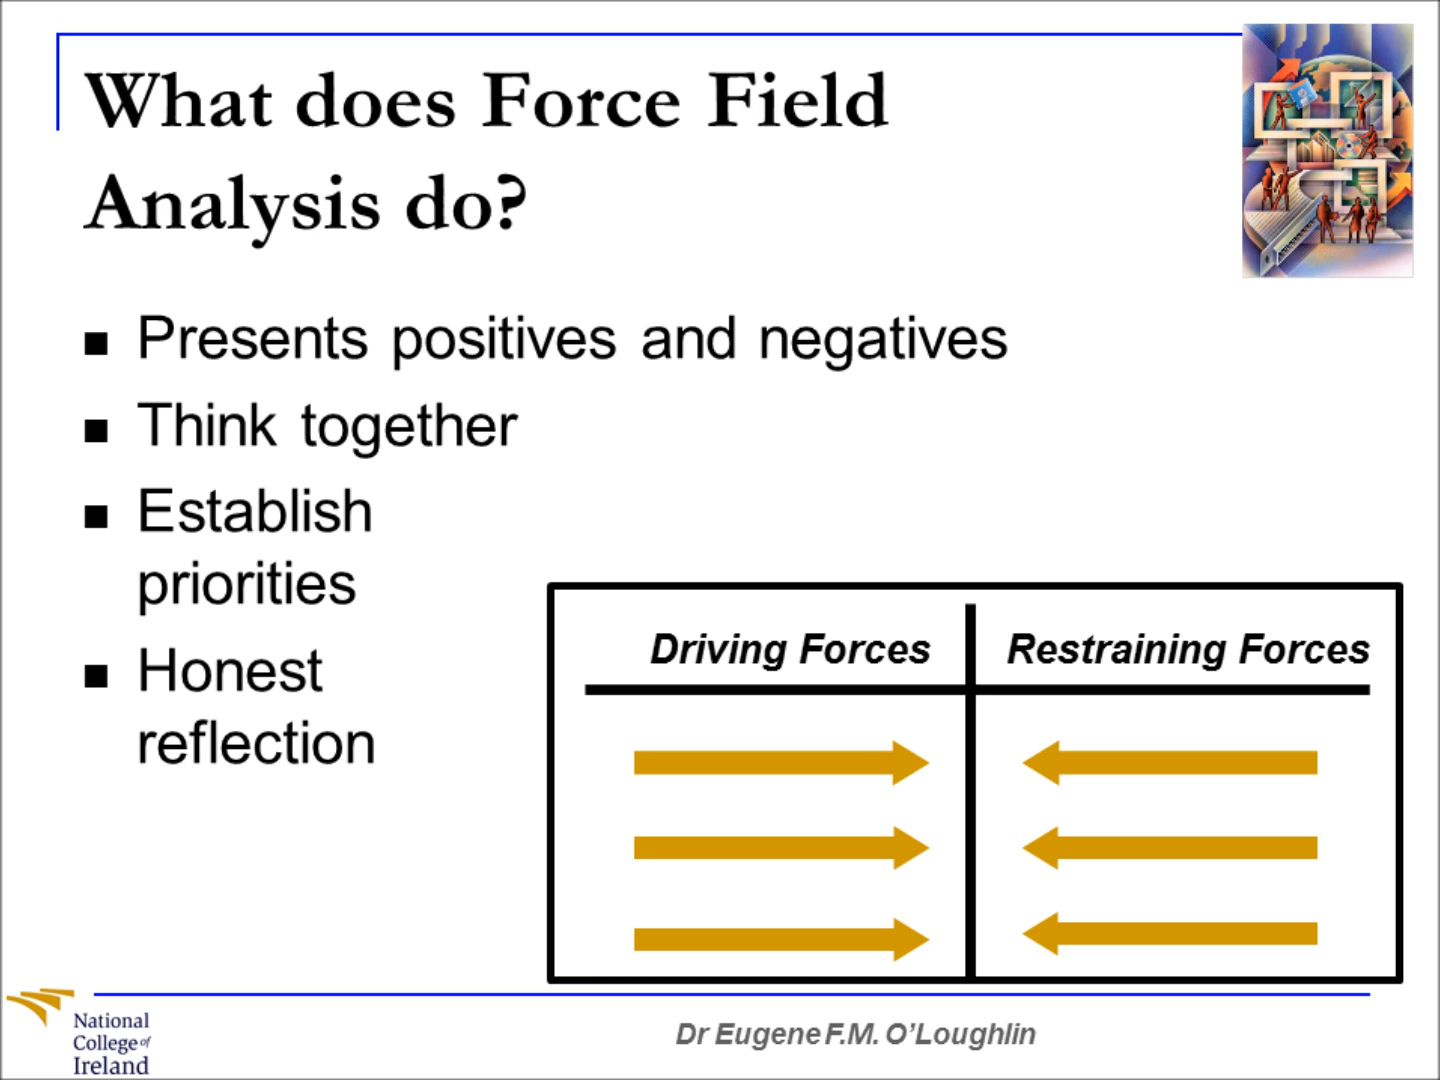 What does Force Field
Analysis do?
Presents positives and negatives
Think together
Establish
priorities
Honest
reflection
Driving Forces
Restraining Forces
National
College of
Ireland
Dr Eugene F.M. O'Loughlin